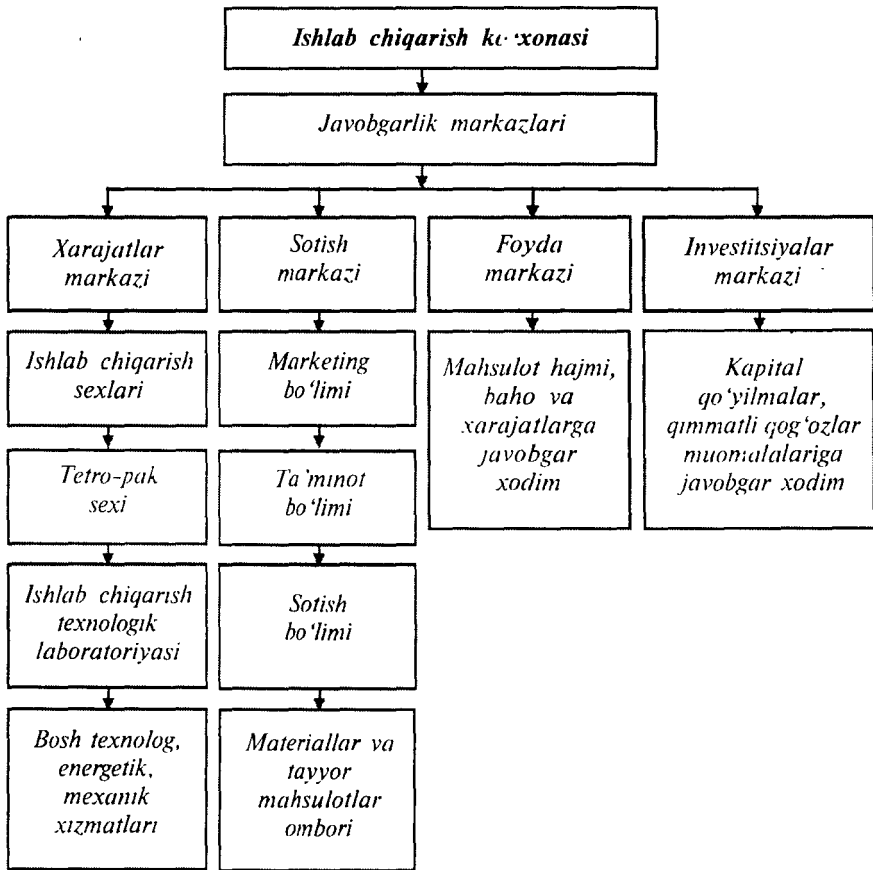 Ishlab chiqarish ko‘xonasi
Javobgarlik markazlari
Xarajatlar
markazi
Sotish
markazi
Foyda
markazi
Investitsiyalar
markazi
Ishlab chiqarish
sexlari
Marketing
bo‘limi
Mahsulot hajmi,
baho va
xarajatlarga
javobgar
xodim
Kapital
qo‘yilmalar,
qimmatli qog‘ozlar
muomalalariga
javobgar xodim
Tetro-pak
sexi
Ta’minot
bo‘limi
Ishlab chiqarish
texnologik
laboratoriyasi
Sotish
bo‘limi
Bosh texnolog,
energetik,
mexanik
xizmatlari
Materiallar va
tayyor
mahsulotlar
ombori